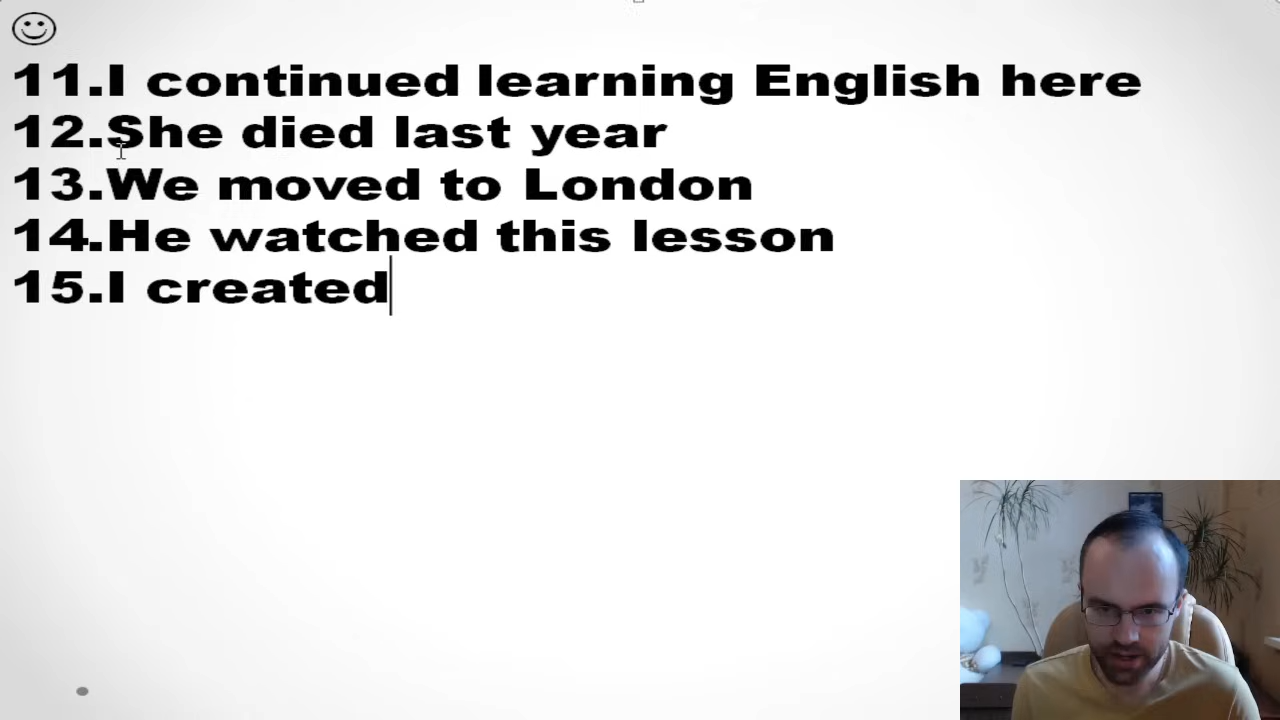 11.I continued learning English here
12.She died last year
13.We moved to London
14.He watched this lesson
15.I created